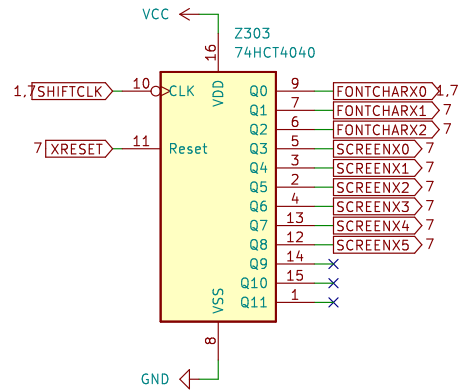 VCC
Z303
74HCT4040
16
VDD
1,7 SHIFTCLK 10 CLK Q0 9 FONTCHARX0 1,7
Q1 7 FONTCHARX1 7
Q2 6 FONTCHARX2 7
7 XRESET 11 Reset Q3 5 SCREENX0 7
Q4 3 SCREENX1 7
Q5 2 SCREENX2 7
Q6 4 SCREENX3 7
Q7 13 SCREENX4 7
Q8 12 SCREENX5 7
Q9 14
Q10 15
Q11 1
VSS
8
GND